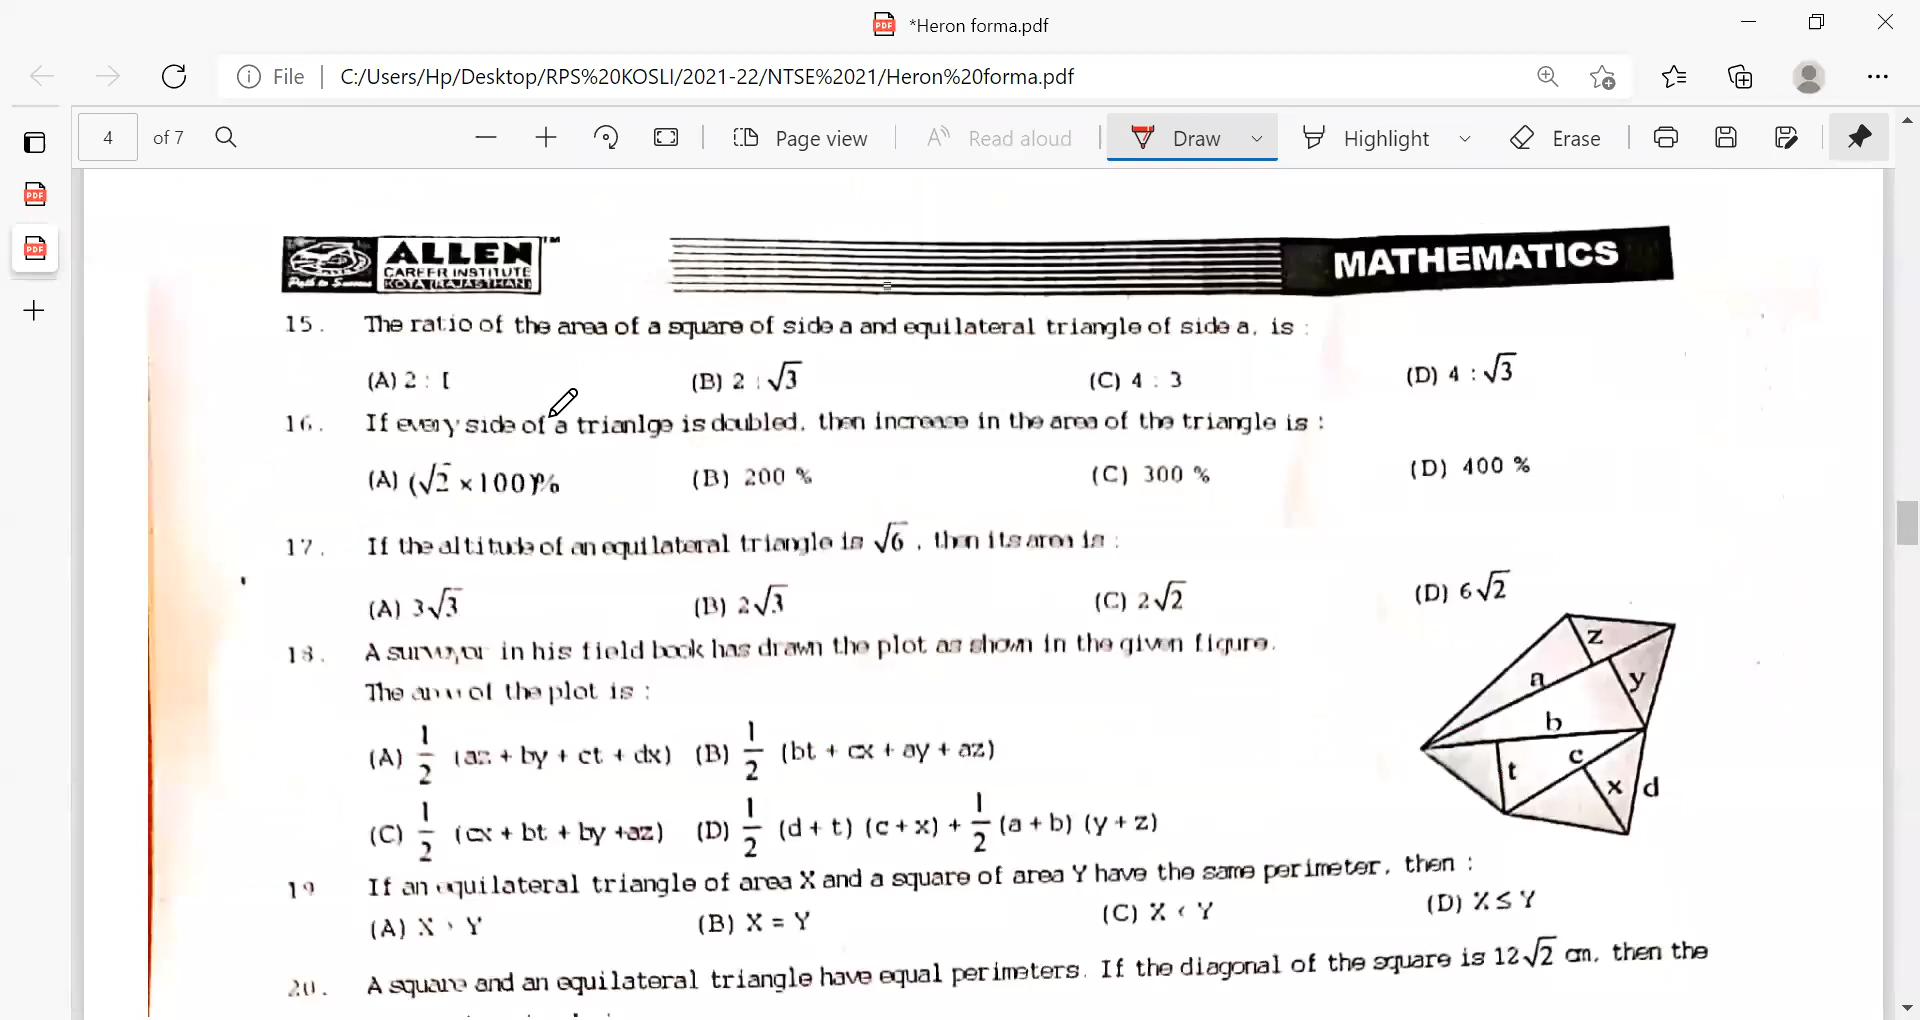 *Heron forma.pdf
File
C:/Users/Hp/Desktop/RPS%20KOSLI/2021-22/NTSE%2021/Heron%20forma.pdf
4 of 7
Page view
Read aloud
Draw
Highlight
Erase
ALLEN™
CAREER INSTITUTE
KOTA (RAJASTHAN)
Path to Success
MATHEMATICS
15. The ratio of the area of a square of side a and equilateral triangle of side a, is :
(A) 2 : [ (B) 2 : √3 (C) 4 : 3 (D) 4 : √3
16. If every side of a trianlge is doubled, then increase in the area of the triangle is :
(A) (√2 × 100)% (B) 200 % (C) 300 % (D) 400 %
17. If the altitude of an equilateral triangle is √6 , then its area is :
(A) 3√3 (B) 2√3 (C) 2√2 (D) 6√2
18. A surveyor in his field book has drawn the plot as shown in the given figure.
The area of the plot is :
(A) 1/2 (az + by + ct + dx) (B) 1/2 (bt + cx + ay + az)
(C) 1/2 (cx + bt + by +az) (D) 1/2 (d + t) (c + x) + 1/2 (a + b) (y + z)
z
a
y
b
c
t
x
d
19 If an equilateral triangle of area X and a square of area Y have the same perimeter, then :
(A) X › Y (B) X = Y (C) X ‹ Y (D) X ≤ Y
20. A square and an equilateral triangle have equal perimeters. If the diagonal of the square is 12√2 cm, then the